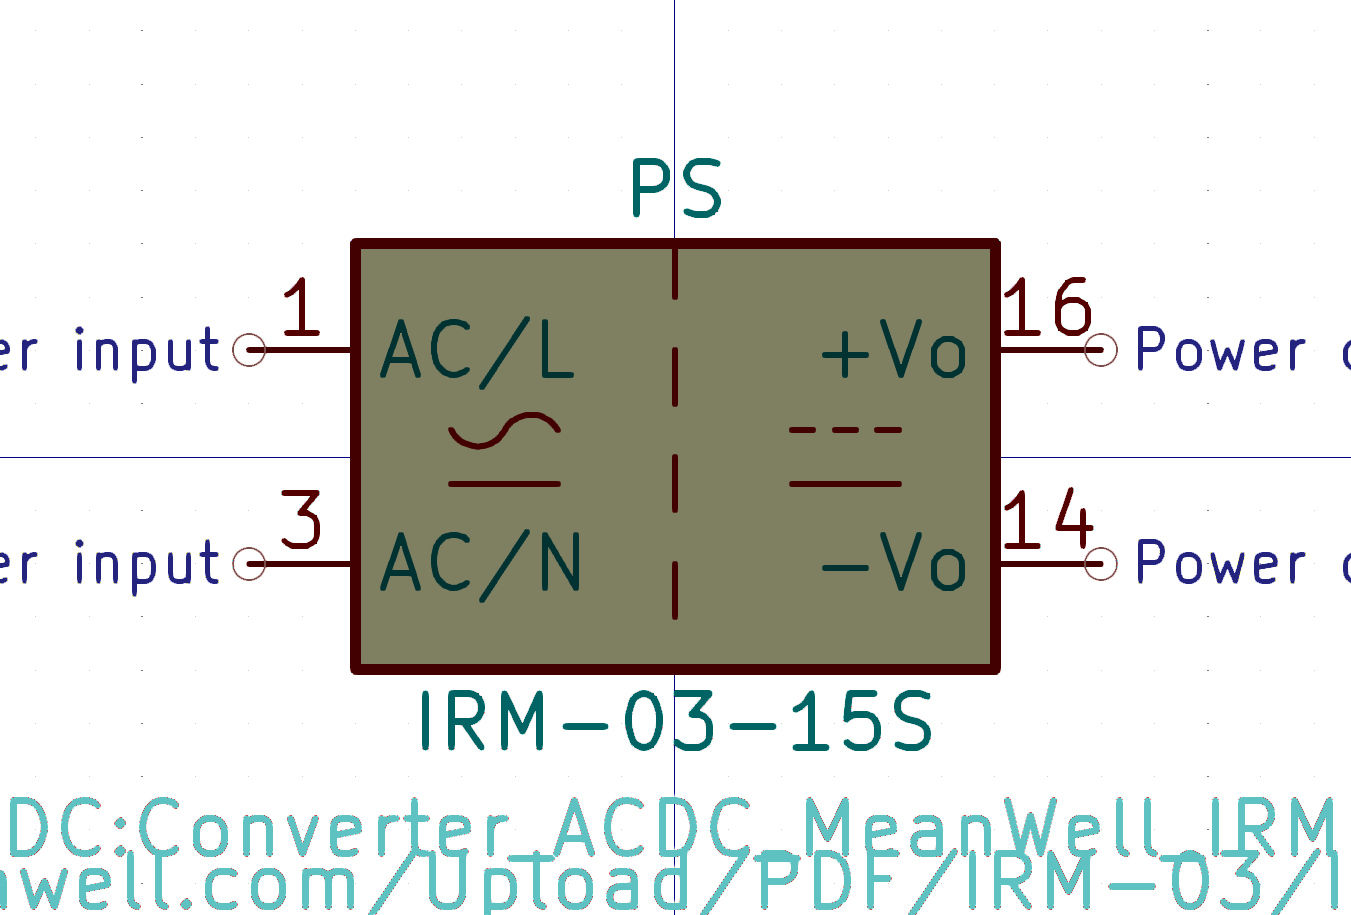 PS
1 16
er input AC/L +Vo Power
3 14
er input AC/N -Vo Power
IRM-03-15S
DC:Converter_ACDC_MeanWell_IRM
nwell.com/Upload/PDF/IRM-03/I